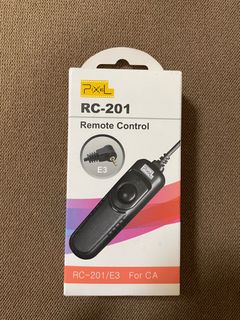 PIXEL
RC-201
Remote Control
E3
RC-201/E3 For CA